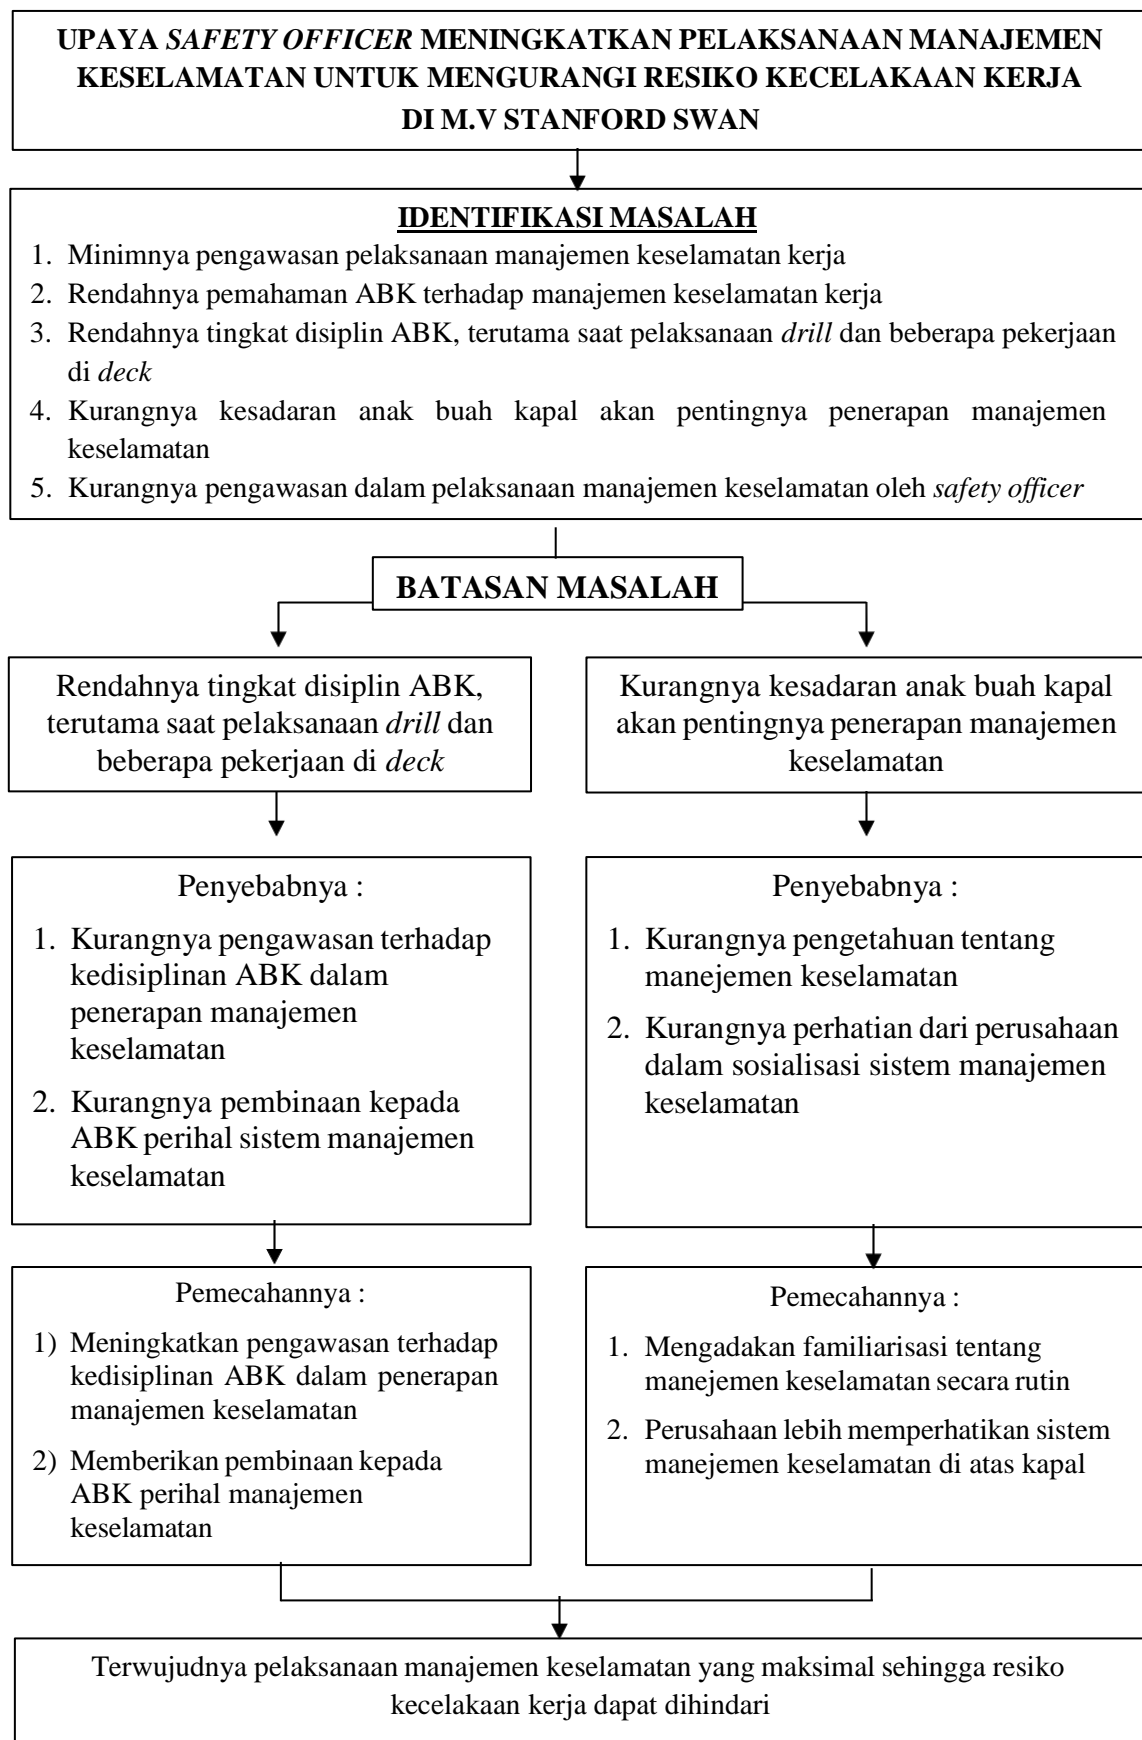 UPAYA SAFETY OFFICER MENINGKATKAN PELAKSANAAN MANAJEMEN
KESELAMATAN UNTUK MENGURANGI RESIKO KECELAKAAN KERJA
DI M.V STANFORD SWAN
IDENTIFIKASI MASALAH
1. Minimnya pengawasan pelaksanaan manajemen keselamatan kerja
2. Rendahnya pemahaman ABK terhadap manajemen keselamatan kerja
3. Rendahnya tingkat disiplin ABK, terutama saat pelaksanaan drill dan beberapa pekerjaan
di deck
4. Kurangnya kesadaran anak buah kapal akan pentingnya penerapan manajemen
keselamatan
5. Kurangnya pengawasan dalam pelaksanaan manajemen keselamatan oleh safety officer
BATASAN MASALAH
Rendahnya tingkat disiplin ABK,
terutama saat pelaksanaan drill dan
beberapa pekerjaan di deck
Kurangnya kesadaran anak buah kapal
akan pentingnya penerapan manajemen
keselamatan
Penyebabnya :
1. Kurangnya pengawasan terhadap
kedisiplinan ABK dalam
penerapan manajemen
keselamatan
2. Kurangnya pembinaan kepada
ABK perihal sistem manajemen
keselamatan
Penyebabnya :
1. Kurangnya pengetahuan tentang
manejemen keselamatan
2. Kurangnya perhatian dari perusahaan
dalam sosialisasi sistem manajemen
keselamatan
Pemecahannya :
1) Meningkatkan pengawasan terhadap
kedisiplinan ABK dalam penerapan
manajemen keselamatan
2) Memberikan pembinaan kepada
ABK perihal manajemen
keselamatan
Pemecahannya :
1. Mengadakan familiarisasi tentang
manejemen keselamatan secara rutin
2. Perusahaan lebih memperhatikan sistem
manejemen keselamatan di atas kapal
Terwujudnya pelaksanaan manajemen keselamatan yang maksimal sehingga resiko
kecelakaan kerja dapat dihindari